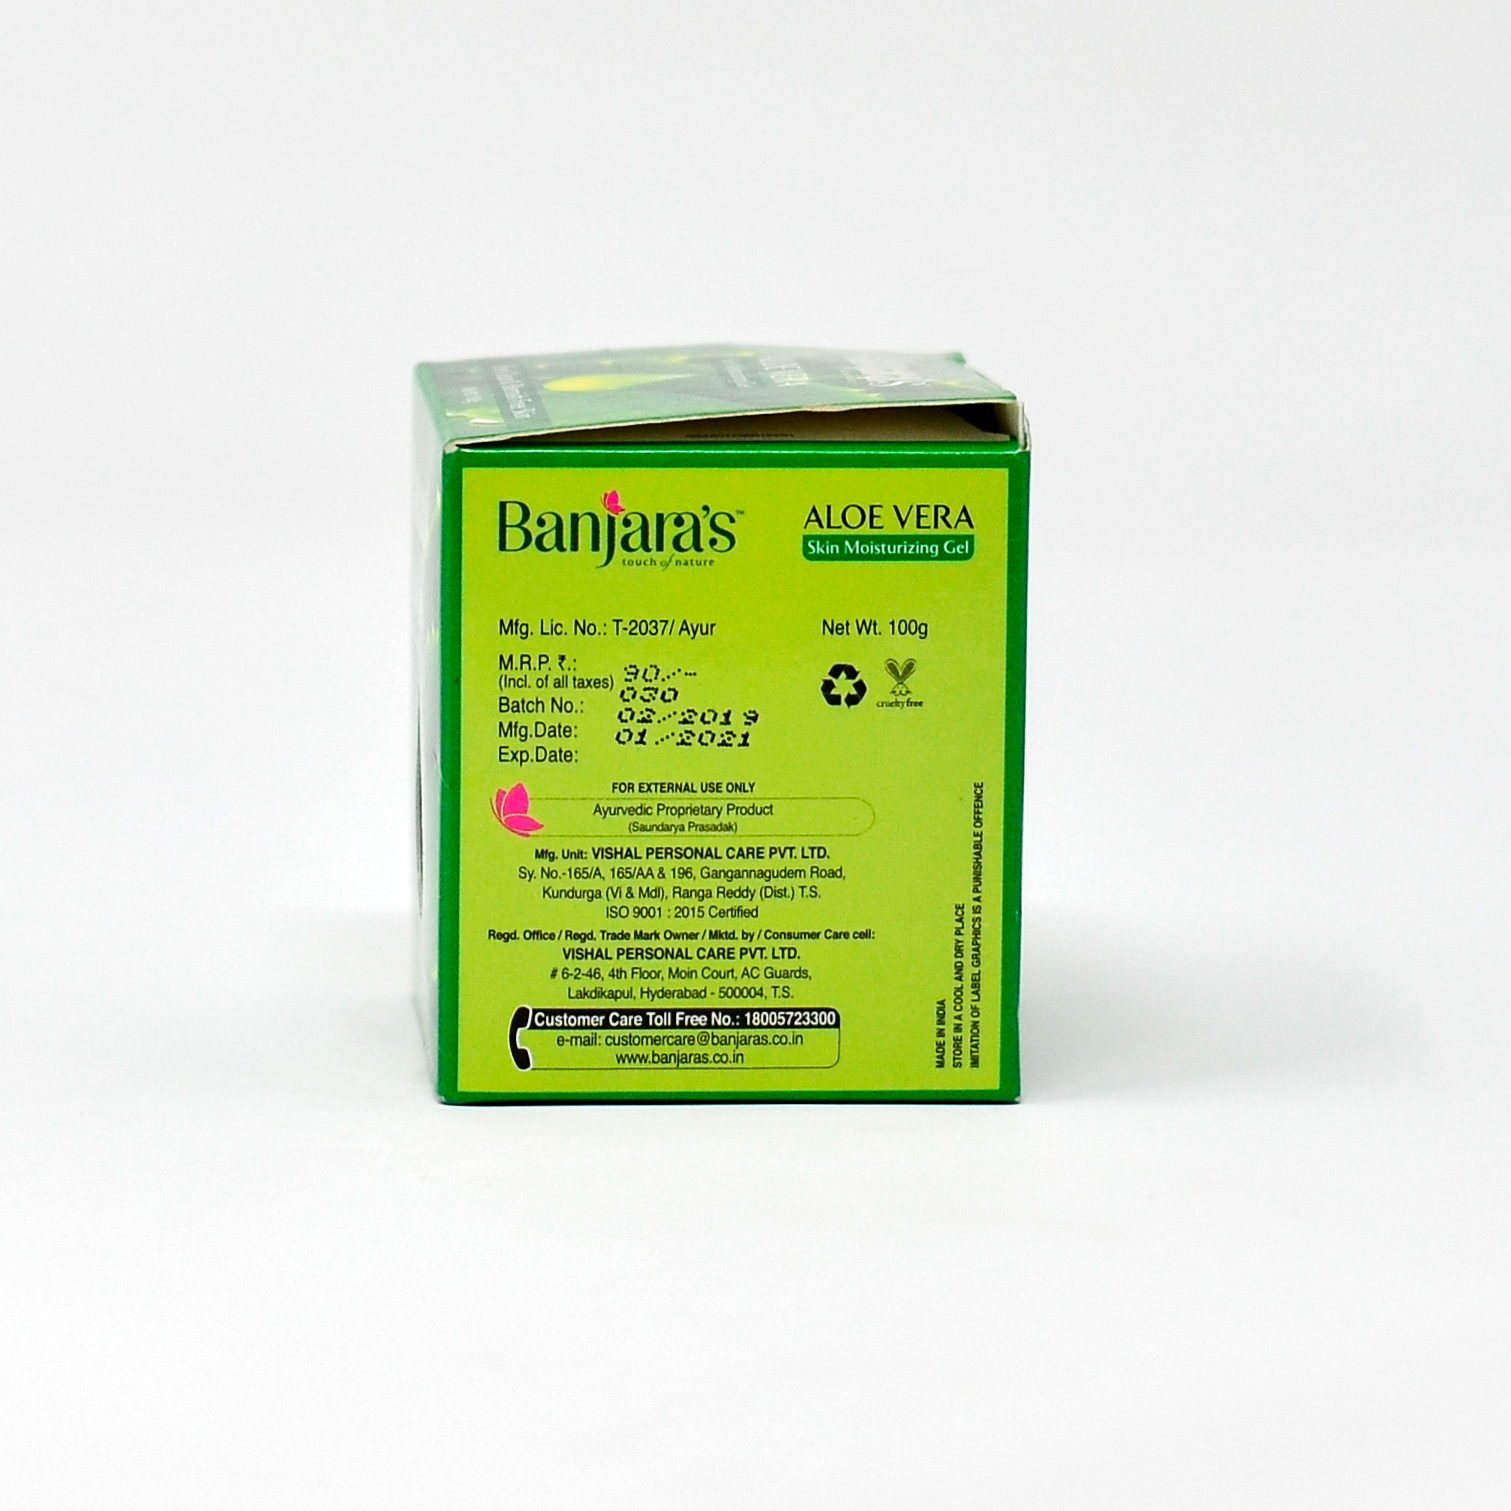 Banjara's™
touch of nature
ALOE VERA
Skin Moisturizing Gel
Mfg. Lic. No.: T-2037/ Ayur
Net Wt. 100g
M.R.P. ₹.:
(Incl. of all taxes)
90/--
Batch No.:
030
Mfg.Date:
02/2019
Exp.Date:
01/2021
crueltyfree
FOR EXTERNAL USE ONLY
Ayurvedic Proprietary Product
(Saundarya Prasadak)
Mfg. Unit: VISHAL PERSONAL CARE PVT. LTD.
Sy. No.-165/A, 165/AA & 196, Gangannagudem Road,
Kundurga (Vi & Mdl), Ranga Reddy (Dist.) T.S.
ISO 9001 : 2015 Certified
Regd. Office / Regd. Trade Mark Owner / Mktd. by / Consumer Care cell:
VISHAL PERSONAL CARE PVT. LTD.
# 6-2-46, 4th Floor, Moin Court, AC Guards,
Lakdikapul, Hyderabad - 500004, T.S.
Customer Care Toll Free No.: 18005723300
e-mail: customercare@banjaras.co.in
www.banjaras.co.in
MADE IN INDIA
STORE IN A COOL AND DRY PLACE
IMITATION OF LABEL GRAPHICS IS A PUNISHABLE OFFENCE